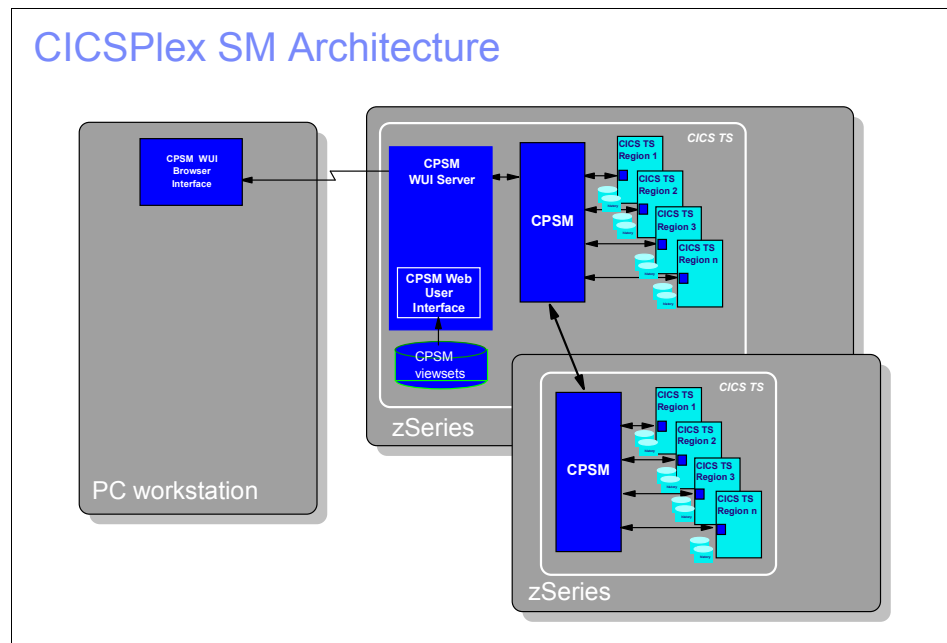 CICSPlex SM Architecture
CPSM WUI
Browser
Interface
PC workstation
CPSM
WUI Server
CPSM Web
User
Interface
CPSM
viewsets
CPSM
CICS TS
CICS TS
Region 1
CICS TS
Region 2
CICS TS
Region 3
CICS TS
Region n
zSeries
CPSM
CICS TS
CICS TS
Region 1
CICS TS
Region 2
CICS TS
Region 3
CICS TS
Region n
zSeries